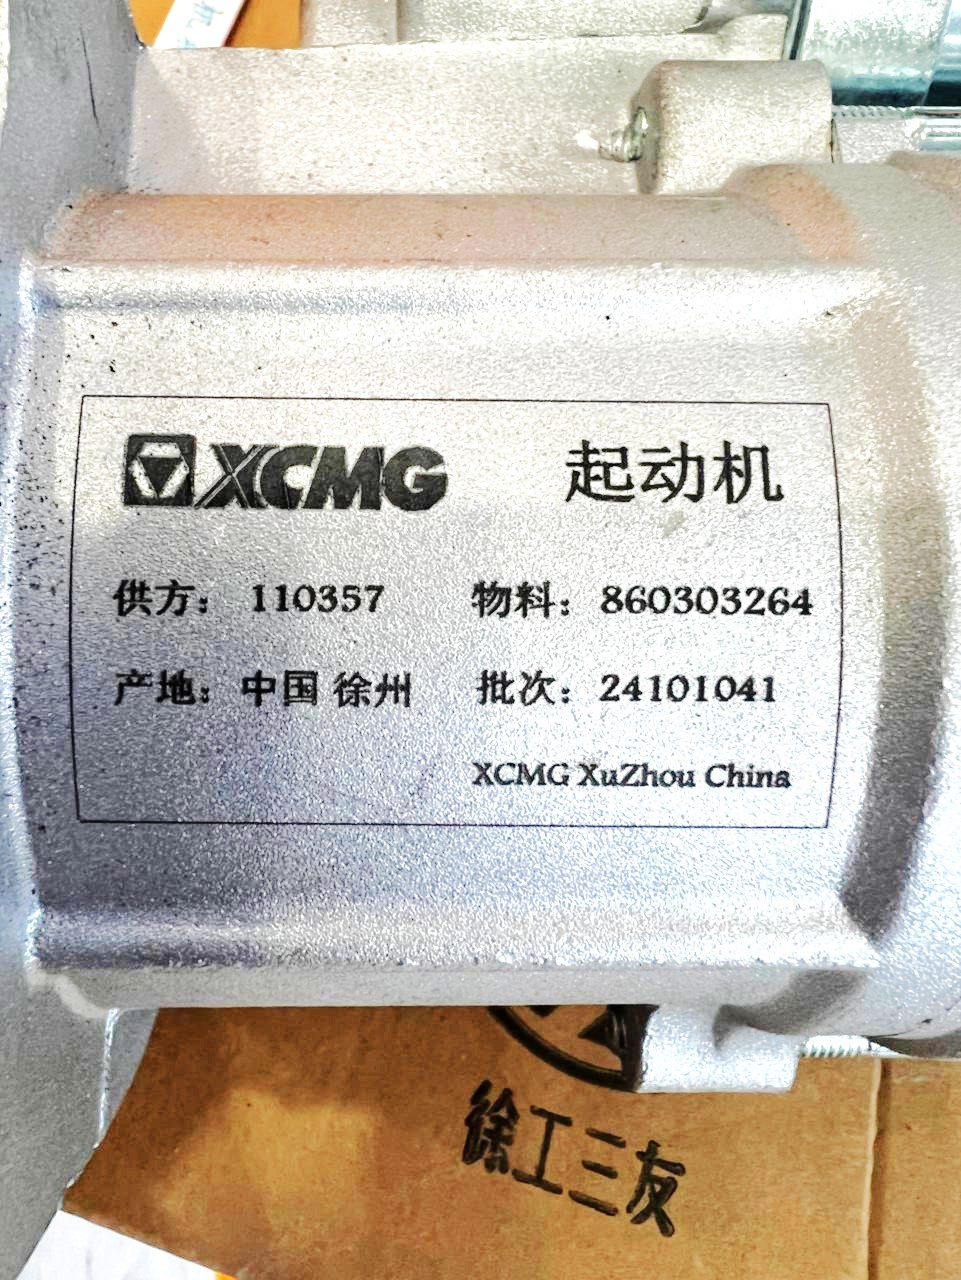 XCMG 起动机
供方： 110357 物料： 860303264
产地： 中国 徐州 批次： 24101041
XCMG XuZhou China
徐工三友